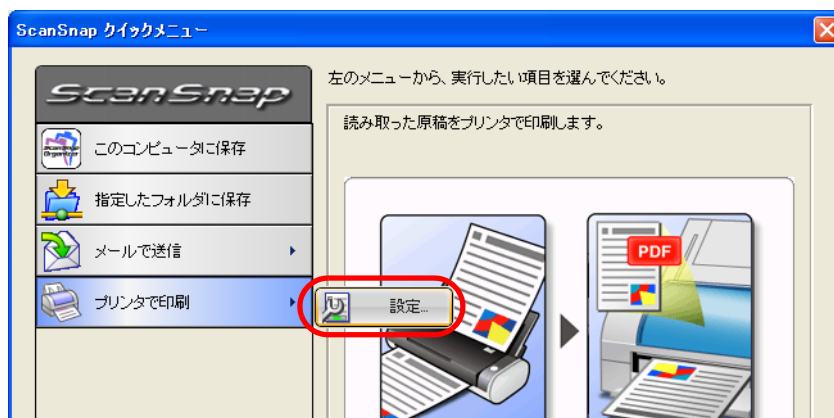 ScanSnap クイックメニュー
ScanSnap
左のメニューから、実行したい項目を選んでください。
読み取った原稿をプリンタで印刷します。
このコンピュータに保存
指定したフォルダに保存
メールで送信
プリンタで印刷
設定...
PDF